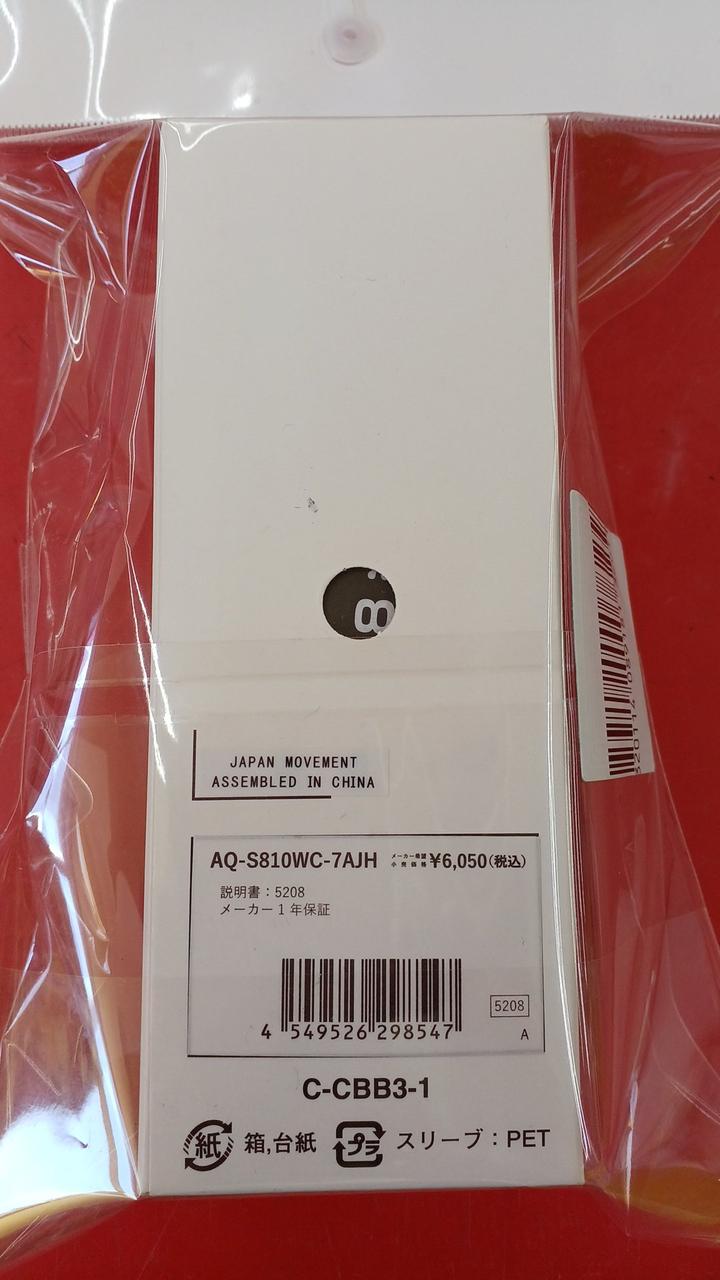 8
JAPAN MOVEMENT
ASSEMBLED IN CHINA
AQ-S810WC-7AJH メーカー希望小売価格 ¥6,050(税込)
説明書:5208
メーカー1年保証
5208
4 549526 298547
A
C-CBB3-1
紙 箱,台紙 プラ スリーブ:PET